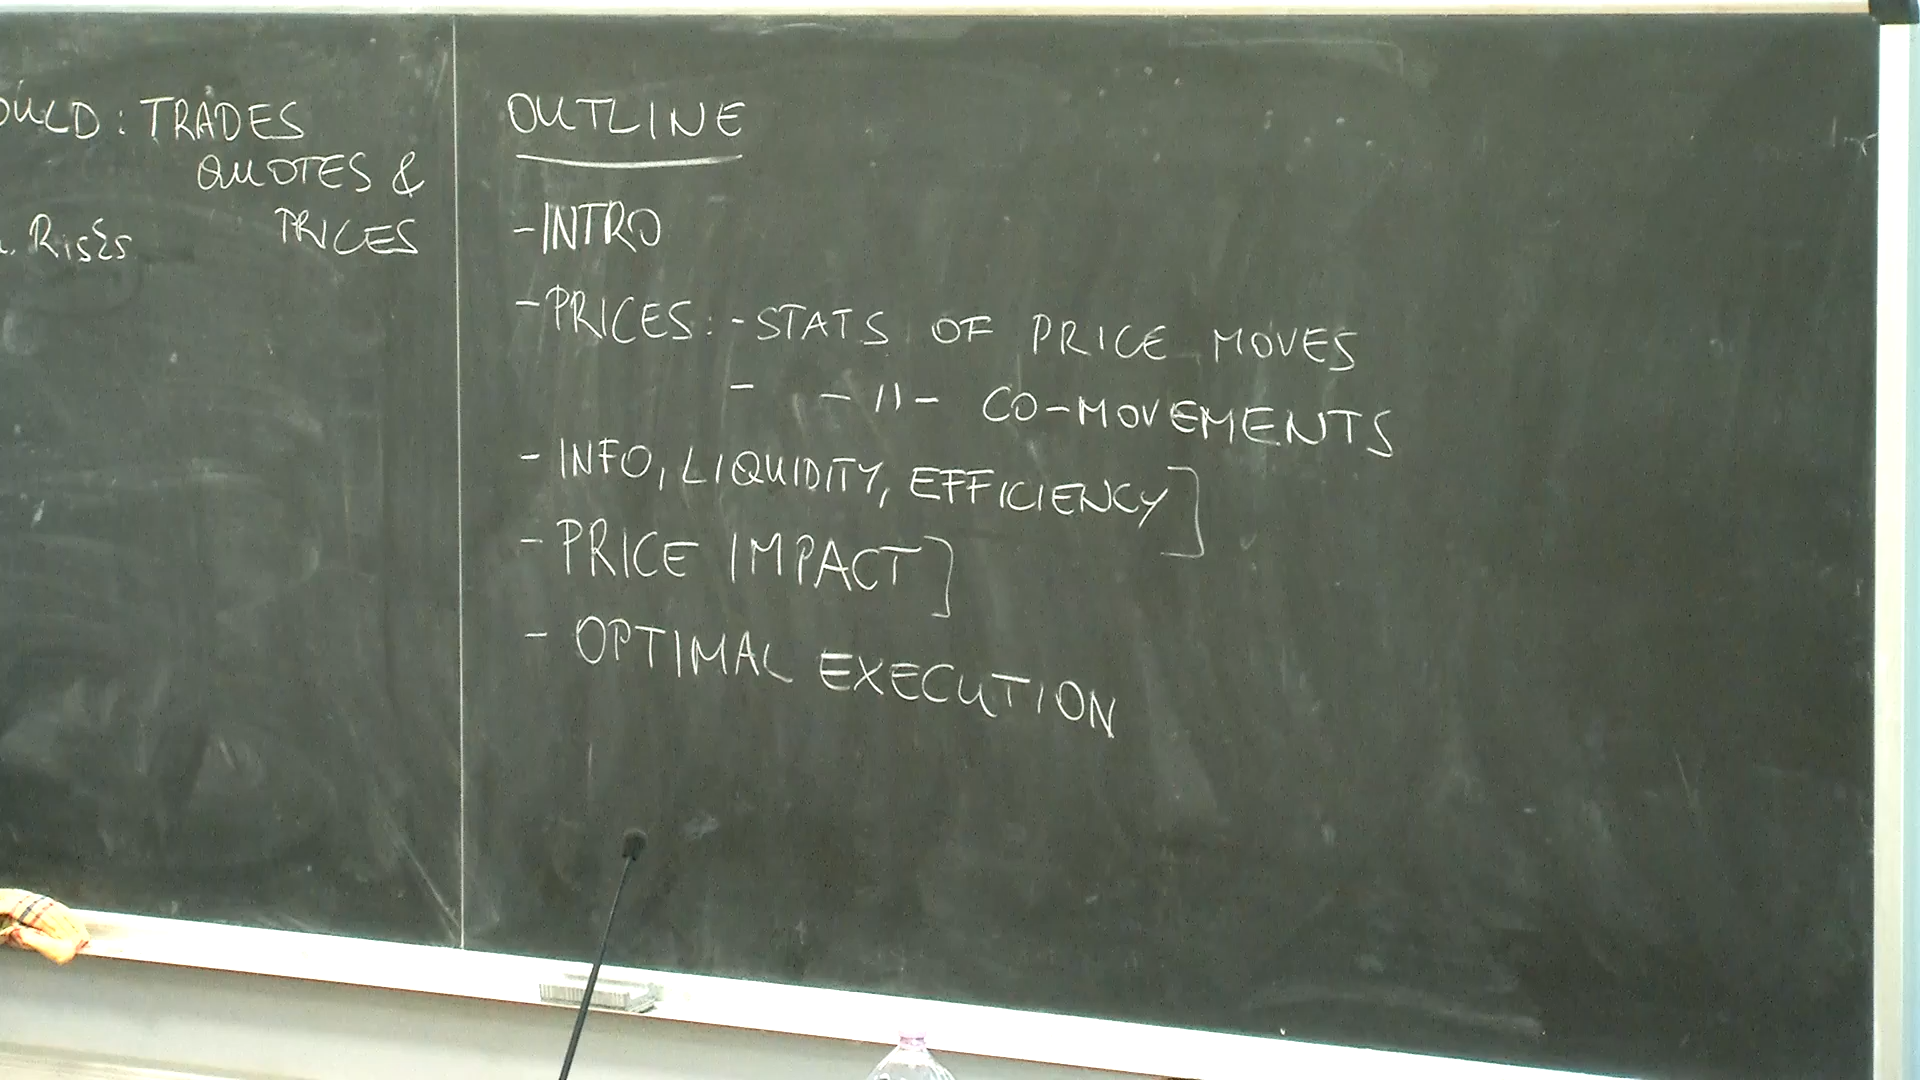 OULD: TRADES
QUOTES &
PRICES
. RISKS
OUTLINE
- INTRO
- PRICES: - STATS OF PRICE MOVES
- -"- CO-MOVEMENTS
- INFO, LIQUIDITY, EFFICIENCY]
- PRICE IMPACT]
- OPTIMAL EXECUTION